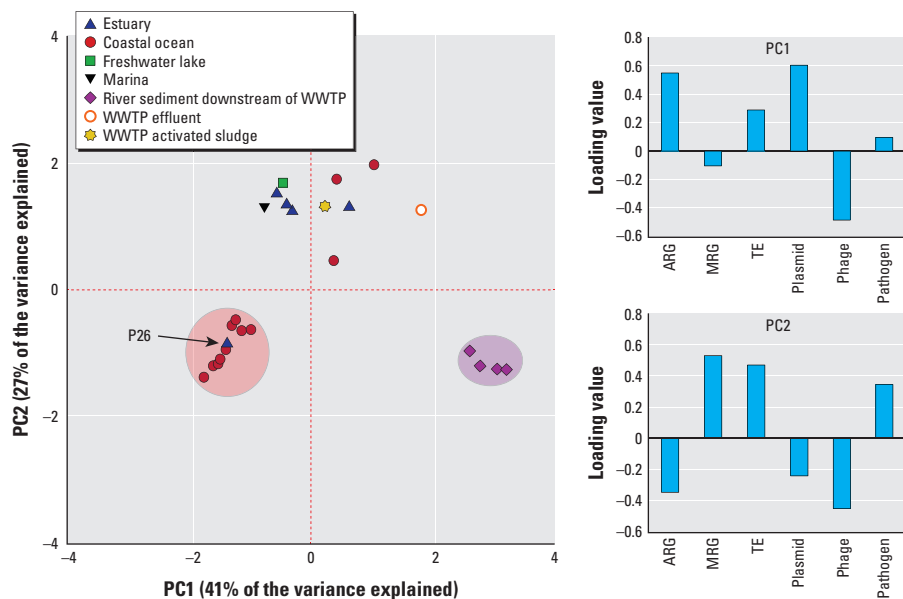 Estuary
Coastal ocean
Freshwater lake
Marina
River sediment downstream of WWTP
WWTP effluent
WWTP activated sludge
PC2 (27% of the variance explained)
4
2
0
−2
−4
P26
−4
−2
0
2
4
PC1 (41% of the variance explained)
PC1
Loading value
0.8
0.6
0.4
0.2
0
−0.2
−0.4
−0.6
ARG
MRG
TE
Plasmid
Phage
Pathogen
PC2
Loading value
0.8
0.6
0.4
0.2
0
−0.2
−0.4
−0.6
ARG
MRG
TE
Plasmid
Phage
Pathogen